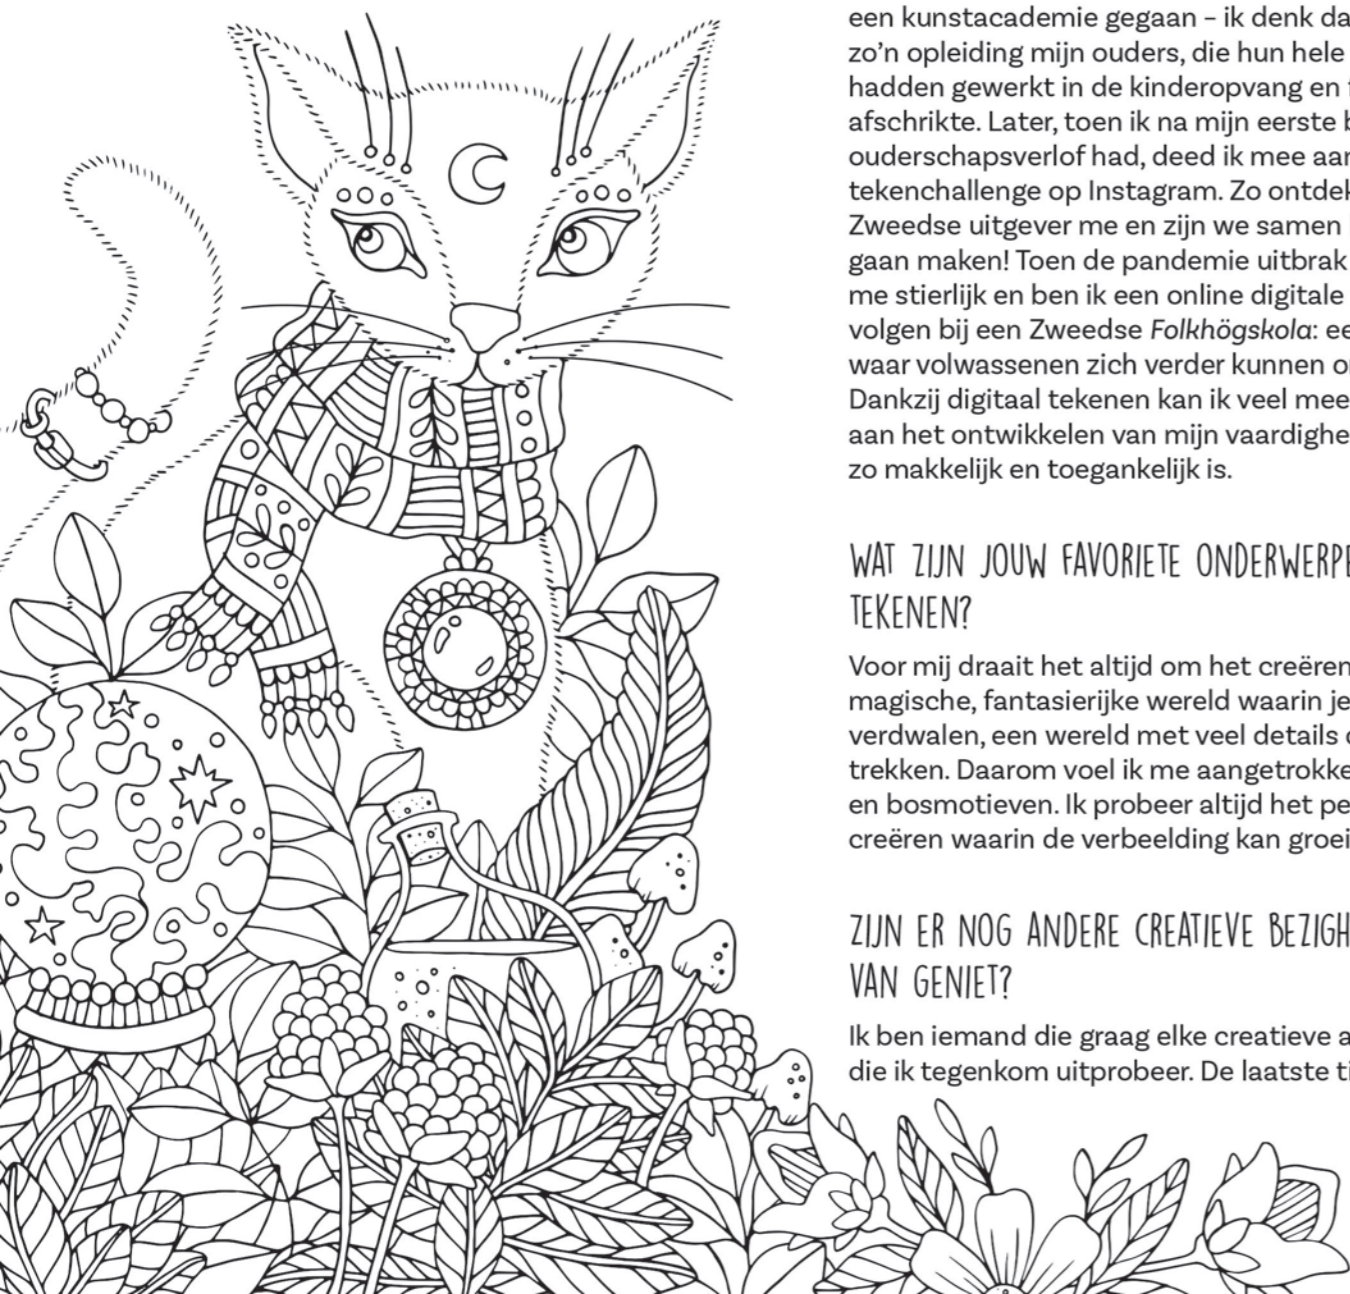 een kunstacademie gegaan – ik denk da
zo’n opleiding mijn ouders, die hun hele
hadden gewerkt in de kinderopvang en
afschrikte. Later, toen ik na mijn eerste
ouderschapsverlof had, deed ik mee aan
tekenchallenge op Instagram. Zo ontdek
Zweedse uitgever me en zijn we samen
gaan maken! Toen de pandemie uitbrak
me stierlijk en ben ik een online digitale
volgen bij een Zweedse Folkhögskola: ee
waar volwassenen zich verder kunnen on
Dankzij digitaal tekenen kan ik veel mee
aan het ontwikkelen van mijn vaardighe
zo makkelijk en toegankelijk is.
WAT ZIJN JOUW FAVORIETE ONDERWERPE
TEKENEN?
Voor mij draait het altijd om het creëren
magische, fantasierijke wereld waarin je
verdwalen, een wereld met veel details
trekken. Daarom voel ik me aangetrokke
en bosmotieven. Ik probeer altijd het pe
creëren waarin de verbeelding kan groei
ZIJN ER NOG ANDERE CREATIEVE BEZIGH
VAN GENIET?
Ik ben iemand die graag elke creatieve a
die ik tegenkom uitprobeer. De laatste ti